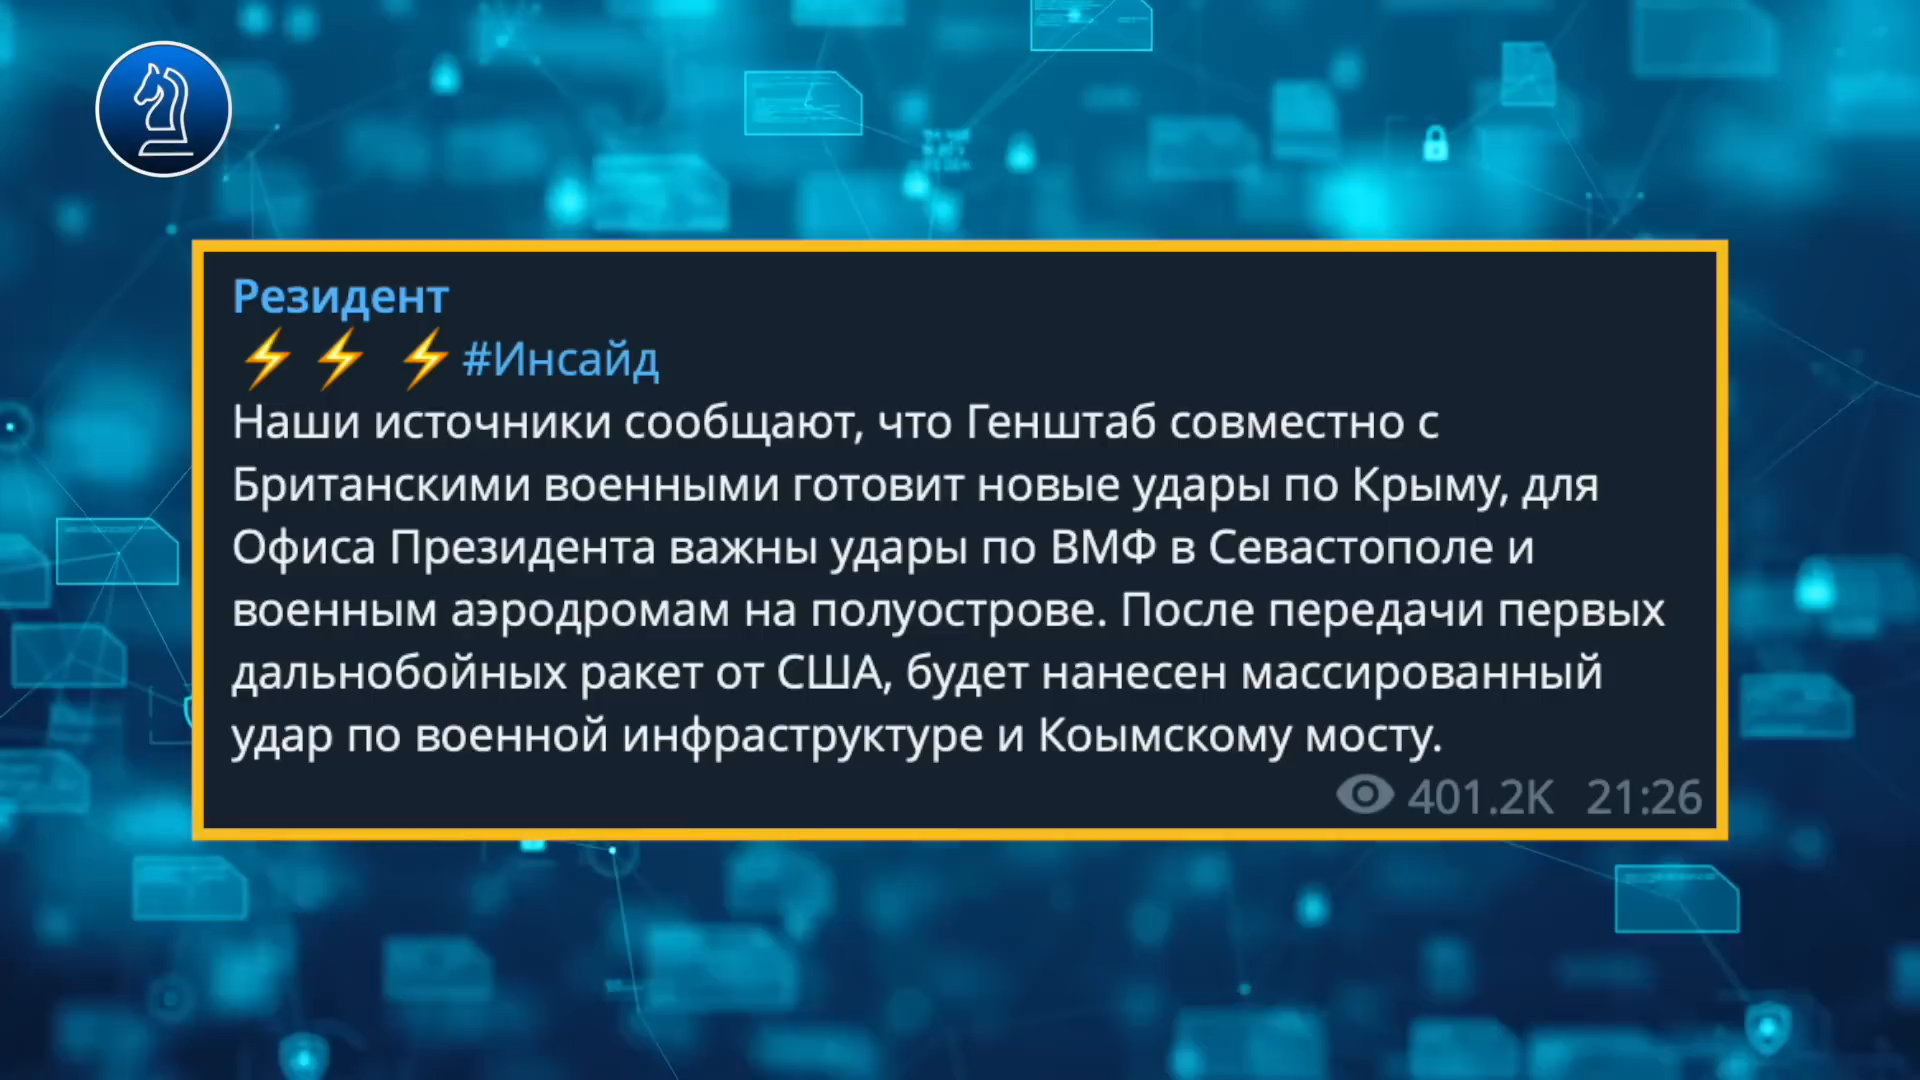 Резидент
⚡⚡ ⚡#Инсайд
Наши источники сообщают, что Генштаб совместно с
Британскими военными готовит новые удары по Крыму, для
Офиса Президента важны удары по ВМФ в Севастополе и
военным аэродромам на полуострове. После передачи первых
дальнобойных ракет от США, будет нанесен массированный
удар по военной инфраструктуре и Коымскому мосту.
401.2K 21:26